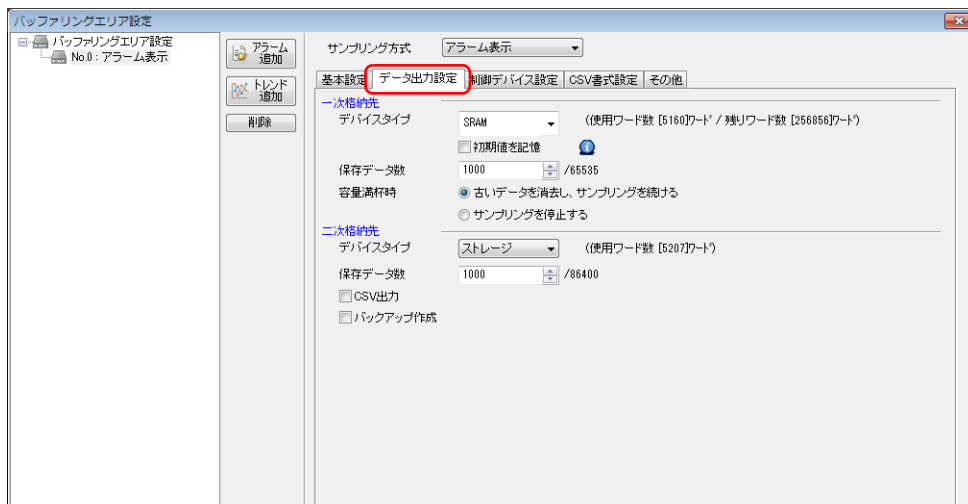 バッファリングエリア設定
バッファリングエリア設定
No.0：アラーム表示
アラーム
追加
トレンド
追加
削除
サンプリング方式 アラーム表示
基本設定 データ出力設定 制御デバイス設定 CSV書式設定 その他
一次格納先
デバイスタイプ SRAM (使用ワード数 [5160]ワード / 残りワード数 [256856]ワード)
初期値を記憶
保存データ数 1000 /65535
容量満杯時 古いデータを消去し、サンプリングを続ける
サンプリングを停止する
二次格納先
デバイスタイプ ストレージ (使用ワード数 [5207]ワード)
保存データ数 1000 /86400
CSV出力
バックアップ作成